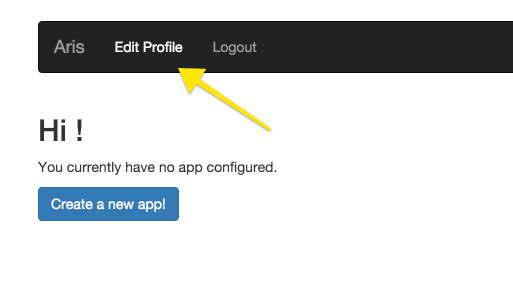 Aris Edit Profile Logout
Hi !
You currently have no app configured.
Create a new app!